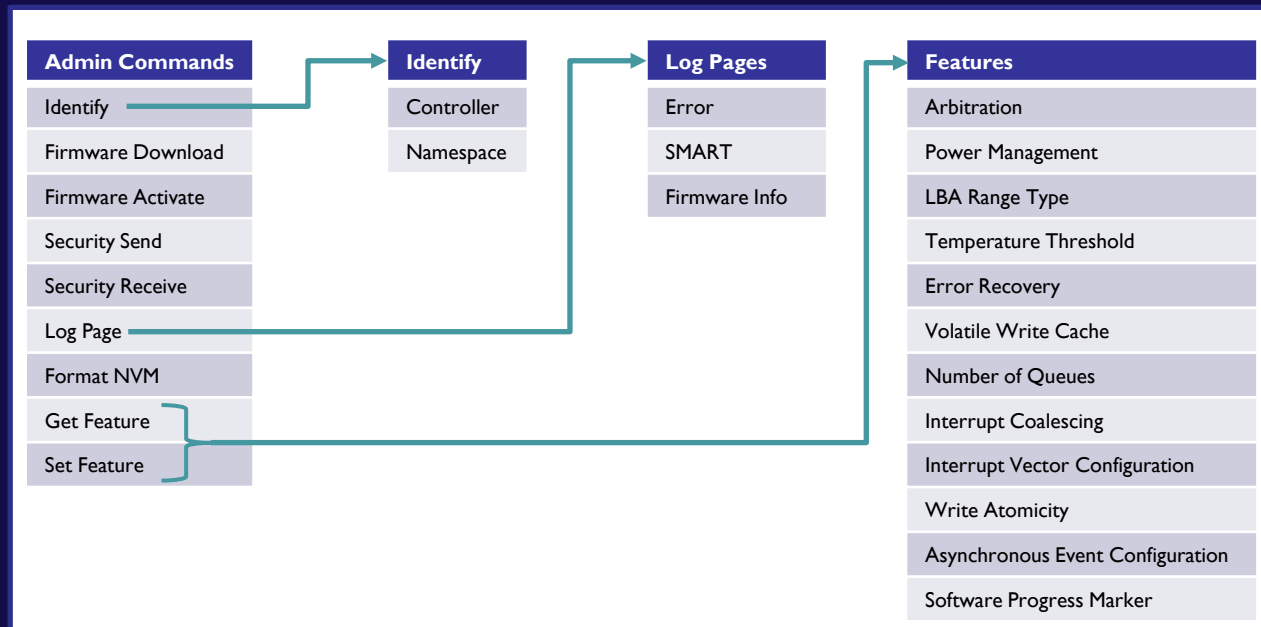 Admin Commands
Identify
Firmware Download
Firmware Activate
Security Send
Security Receive
Log Page
Format NVM
Get Feature
Set Feature
Identify
Controller
Namespace
Log Pages
Error
SMART
Firmware Info
Features
Arbitration
Power Management
LBA Range Type
Temperature Threshold
Error Recovery
Volatile Write Cache
Number of Queues
Interrupt Coalescing
Interrupt Vector Configuration
Write Atomicity
Asynchronous Event Configuration
Software Progress Marker